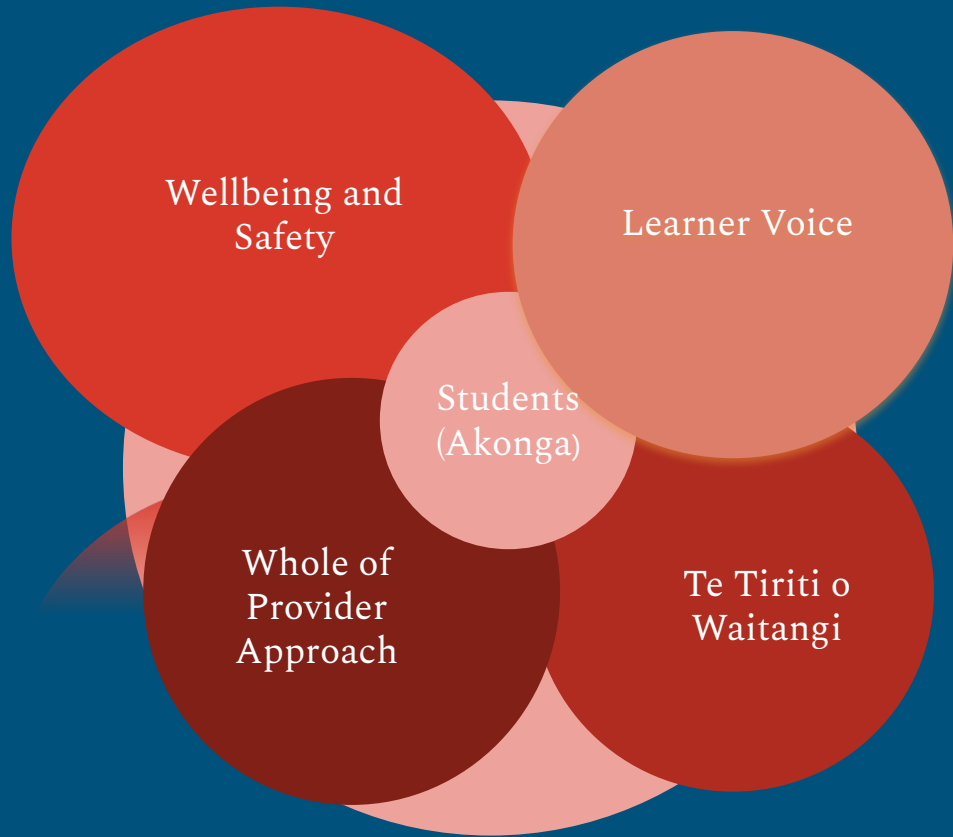 Wellbeing and
Safety
Learner Voice
Students
(Akonga)
Whole of
Provider
Approach
Te Tiriti o
Waitangi